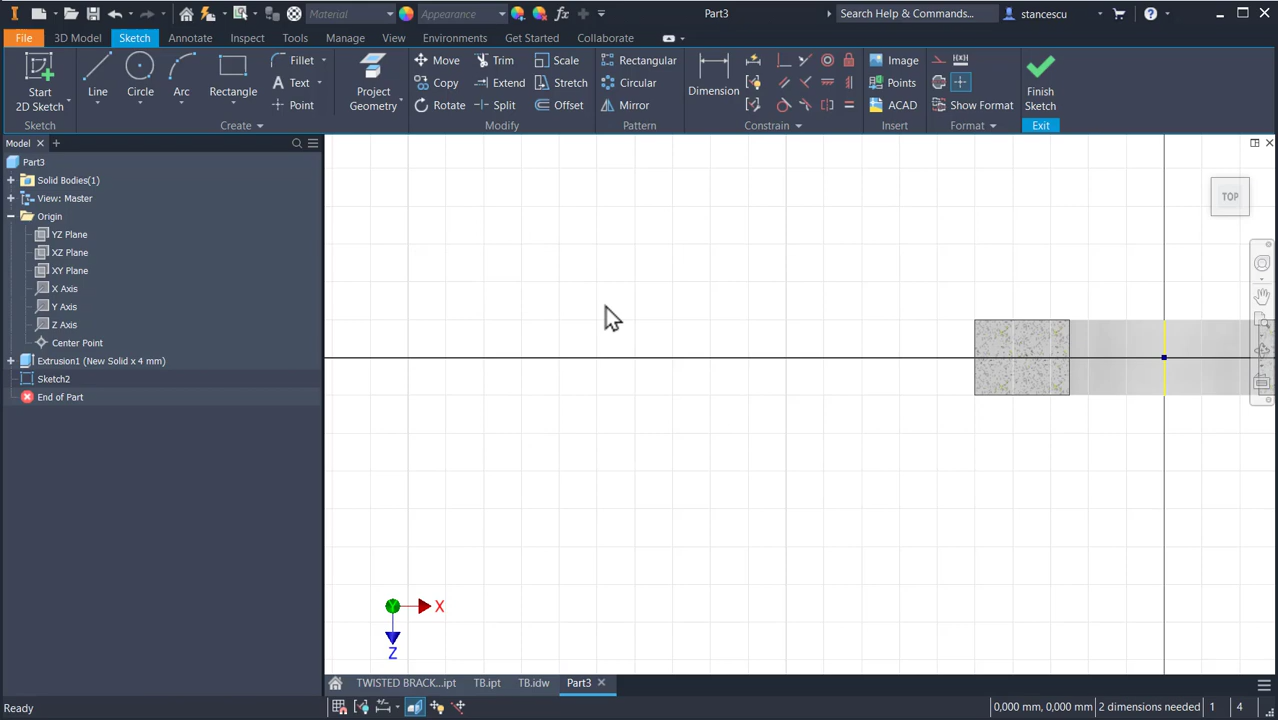 Material Appearance Part3 Search Help & Commands... stancescu
File 3D Model Sketch Annotate Inspect Tools Manage View Environments Get Started Collaborate
Start 2D Sketch
Line
Circle
Arc
Rectangle
Fillet
Text
Point
Project Geometry
Move
Copy
Rotate
Trim
Extend
Split
Scale
Stretch
Offset
Rectangular
Circular
Mirror
Dimension
Image
Points
ACAD
Show Format
Finish Sketch
Sketch Create Modify Pattern Constrain Insert Format Exit
Model
Part3
Solid Bodies(1)
View: Master
Origin
YZ Plane
XZ Plane
XY Plane
X Axis
Y Axis
Z Axis
Center Point
Extrusion1 (New Solid x 4 mm)
Sketch2
End of Part
TOP
X
Y
Z
TWISTED BRACK...ipt TB.ipt TB.idw Part3
Ready 0,000 mm, 0,000 mm 2 dimensions needed 1 4